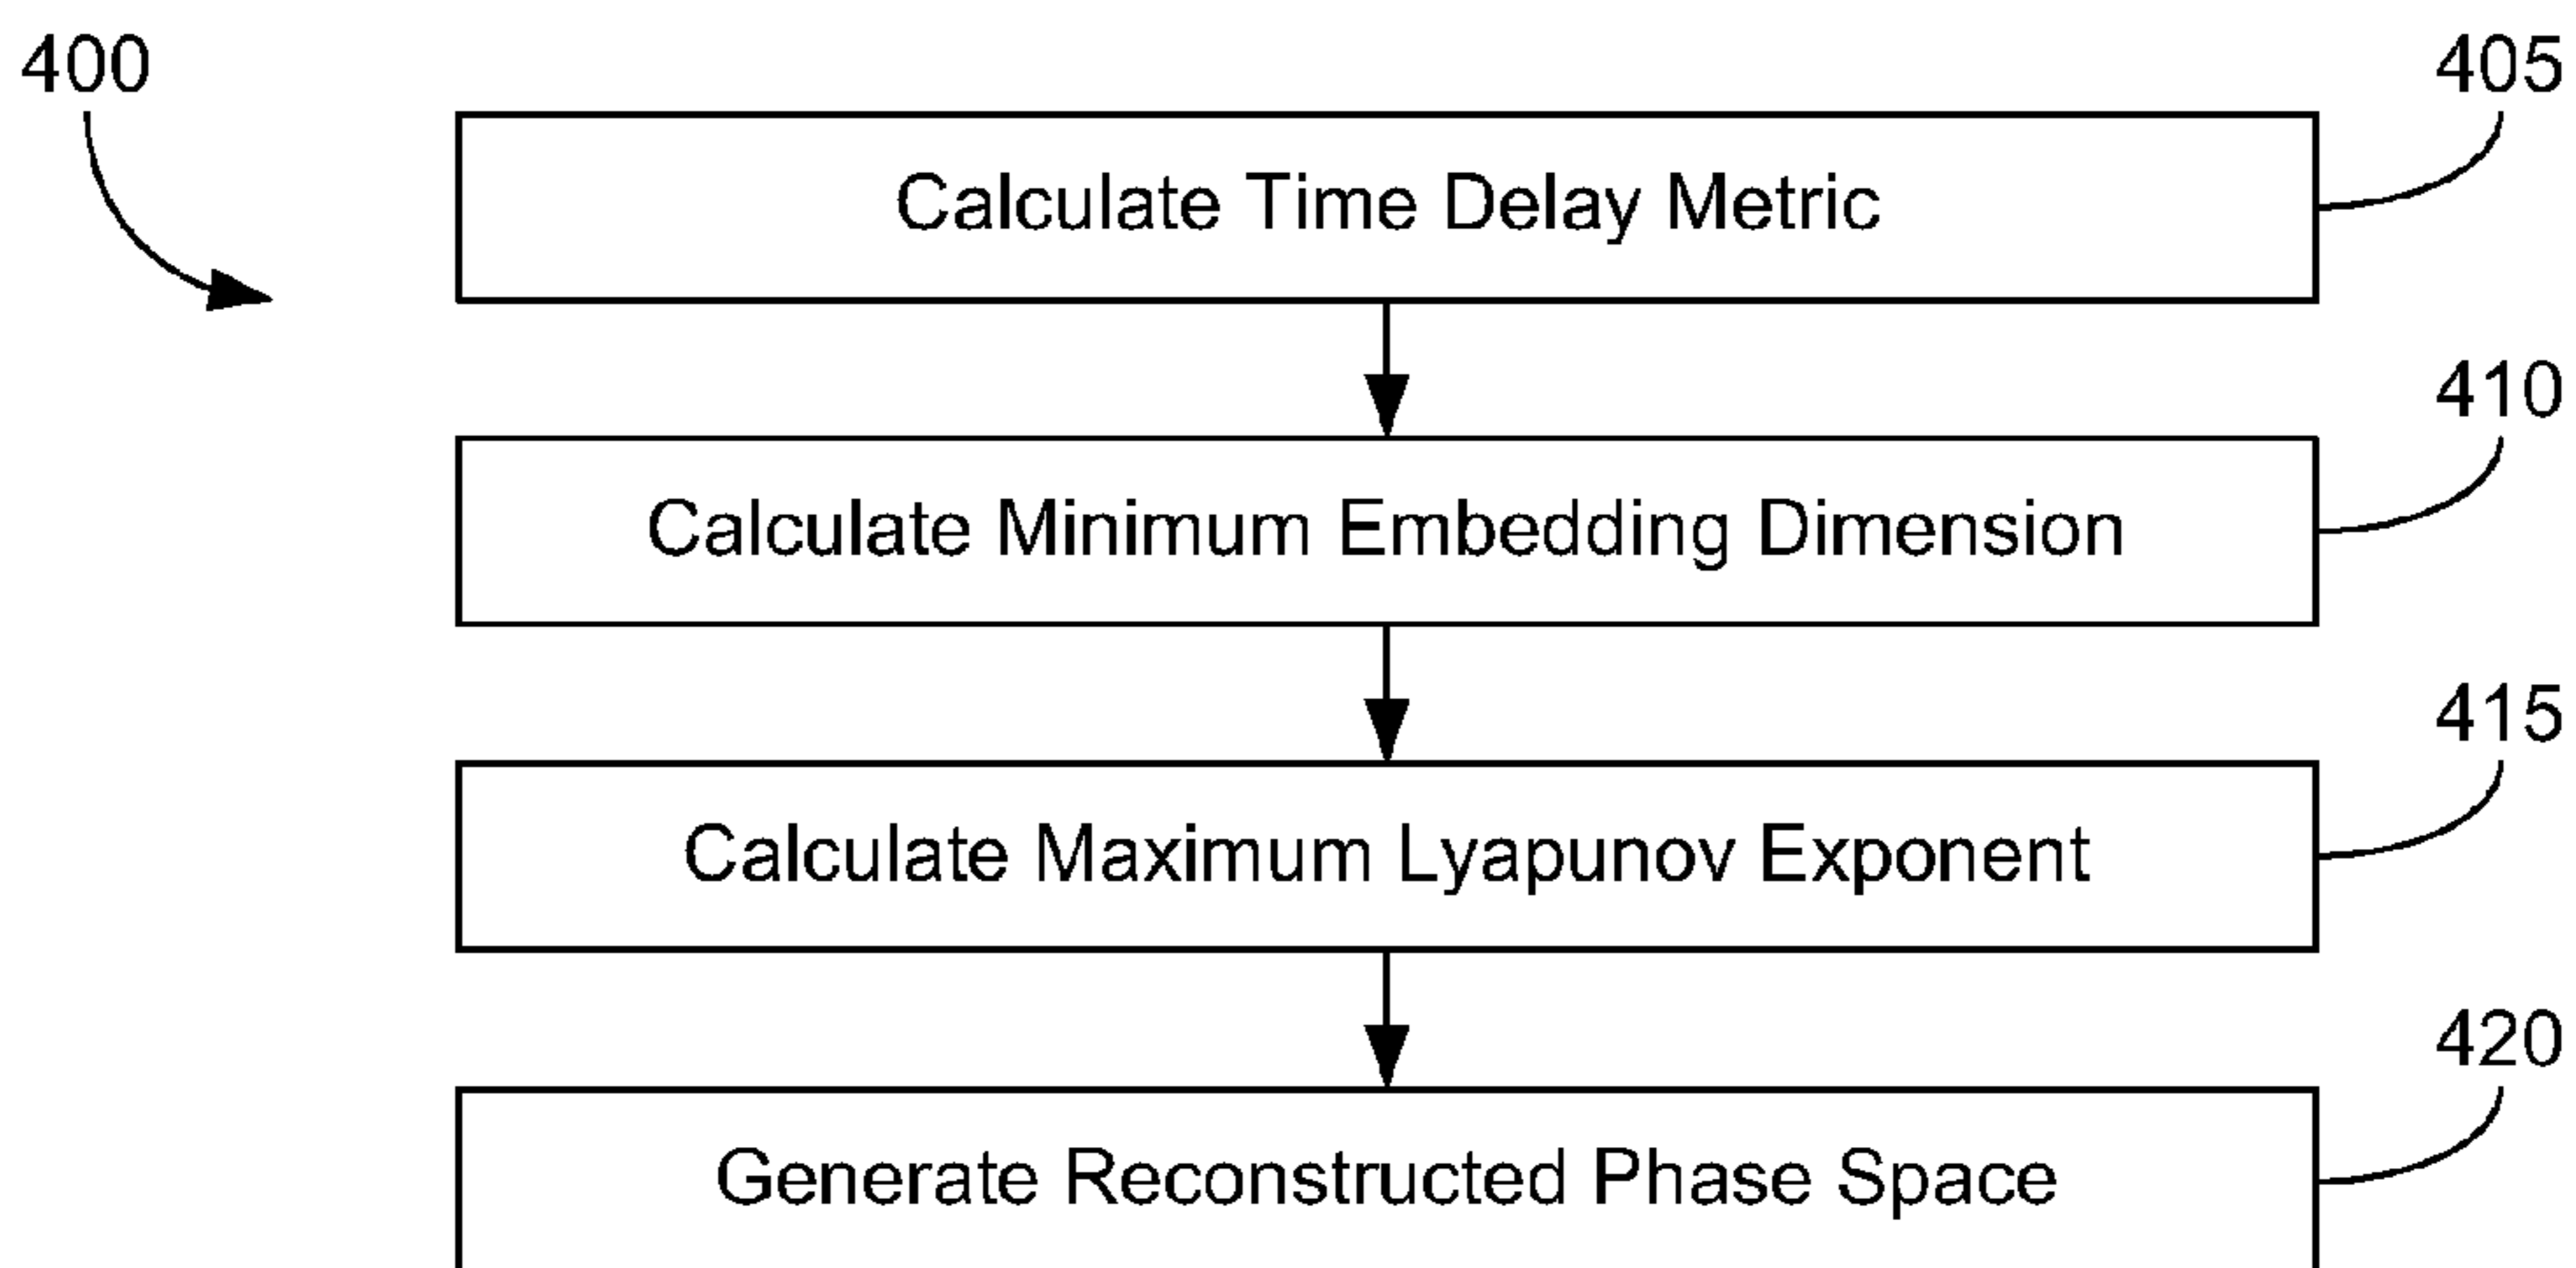 400
405
Calculate Time Delay Metric
410
Calculate Minimum Embedding Dimension
415
Calculate Maximum Lyapunov Exponent
420
Generate Reconstructed Phase Space